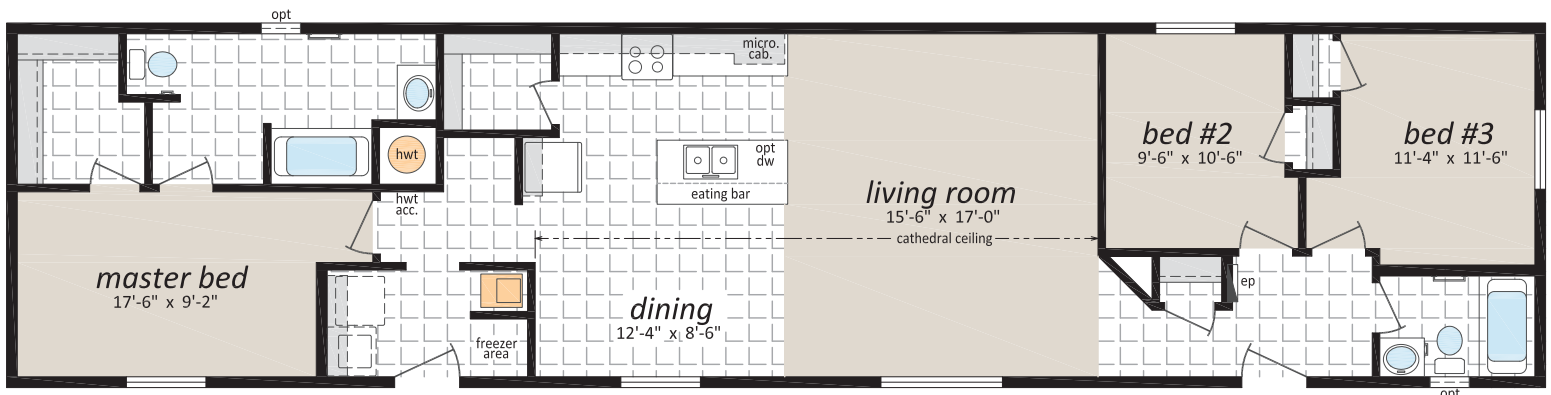 opt
micro.
cab.
hwt
opt
dw
eating bar
hwt
acc.
living room
15'-6" x 17'-0"
cathedral ceiling
bed #2
9'-6" x 10'-6"
bed #3
11'-4" x 11'-6"
master bed
17'-6" x 9'-2"
dining
12'-4" x 8'-6"
freezer
area
ep
opt